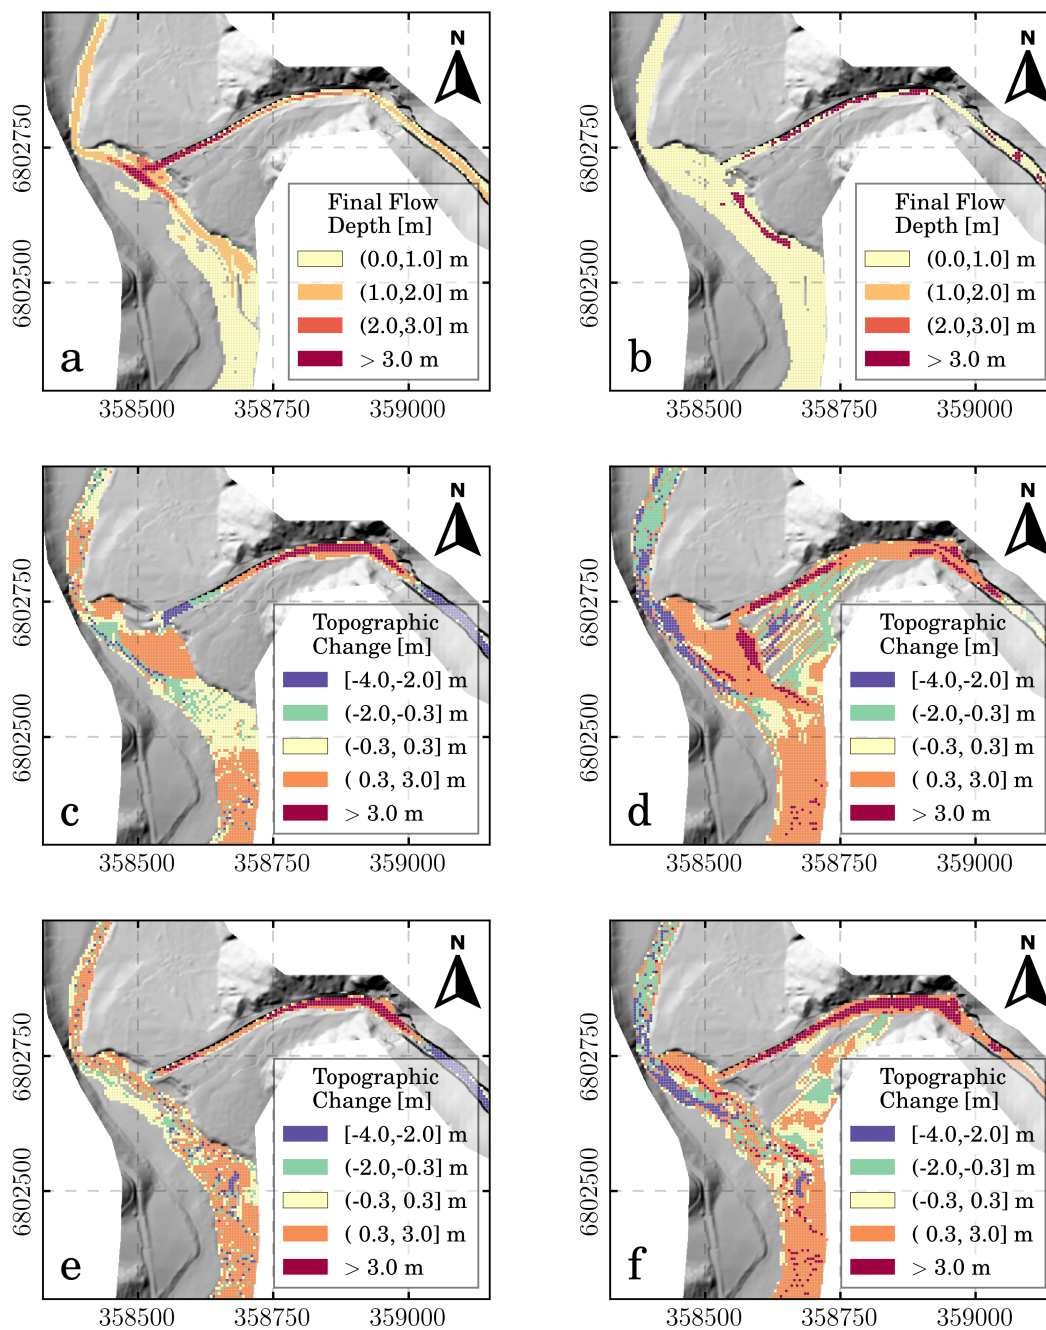 N
6802750
6802500
Final Flow
Depth [m]
(0.0,1.0] m
(1.0,2.0] m
(2.0,3.0] m
> 3.0 m
a
358500
358750
359000
N
6802750
6802500
Final Flow
Depth [m]
(0.0,1.0] m
(1.0,2.0] m
(2.0,3.0] m
> 3.0 m
b
358500
358750
359000
N
6802750
6802500
Topographic
Change [m]
[-4.0,-2.0] m
(-2.0,-0.3] m
(-0.3, 0.3] m
( 0.3, 3.0] m
> 3.0 m
c
358500
358750
359000
N
6802750
6802500
Topographic
Change [m]
[-4.0,-2.0] m
(-2.0,-0.3] m
(-0.3, 0.3] m
( 0.3, 3.0] m
> 3.0 m
d
358500
358750
359000
N
6802750
6802500
Topographic
Change [m]
[-4.0,-2.0] m
(-2.0,-0.3] m
(-0.3, 0.3] m
( 0.3, 3.0] m
> 3.0 m
e
358500
358750
359000
N
6802750
6802500
Topographic
Change [m]
[-4.0,-2.0] m
(-2.0,-0.3] m
(-0.3, 0.3] m
( 0.3, 3.0] m
> 3.0 m
f
358500
358750
359000